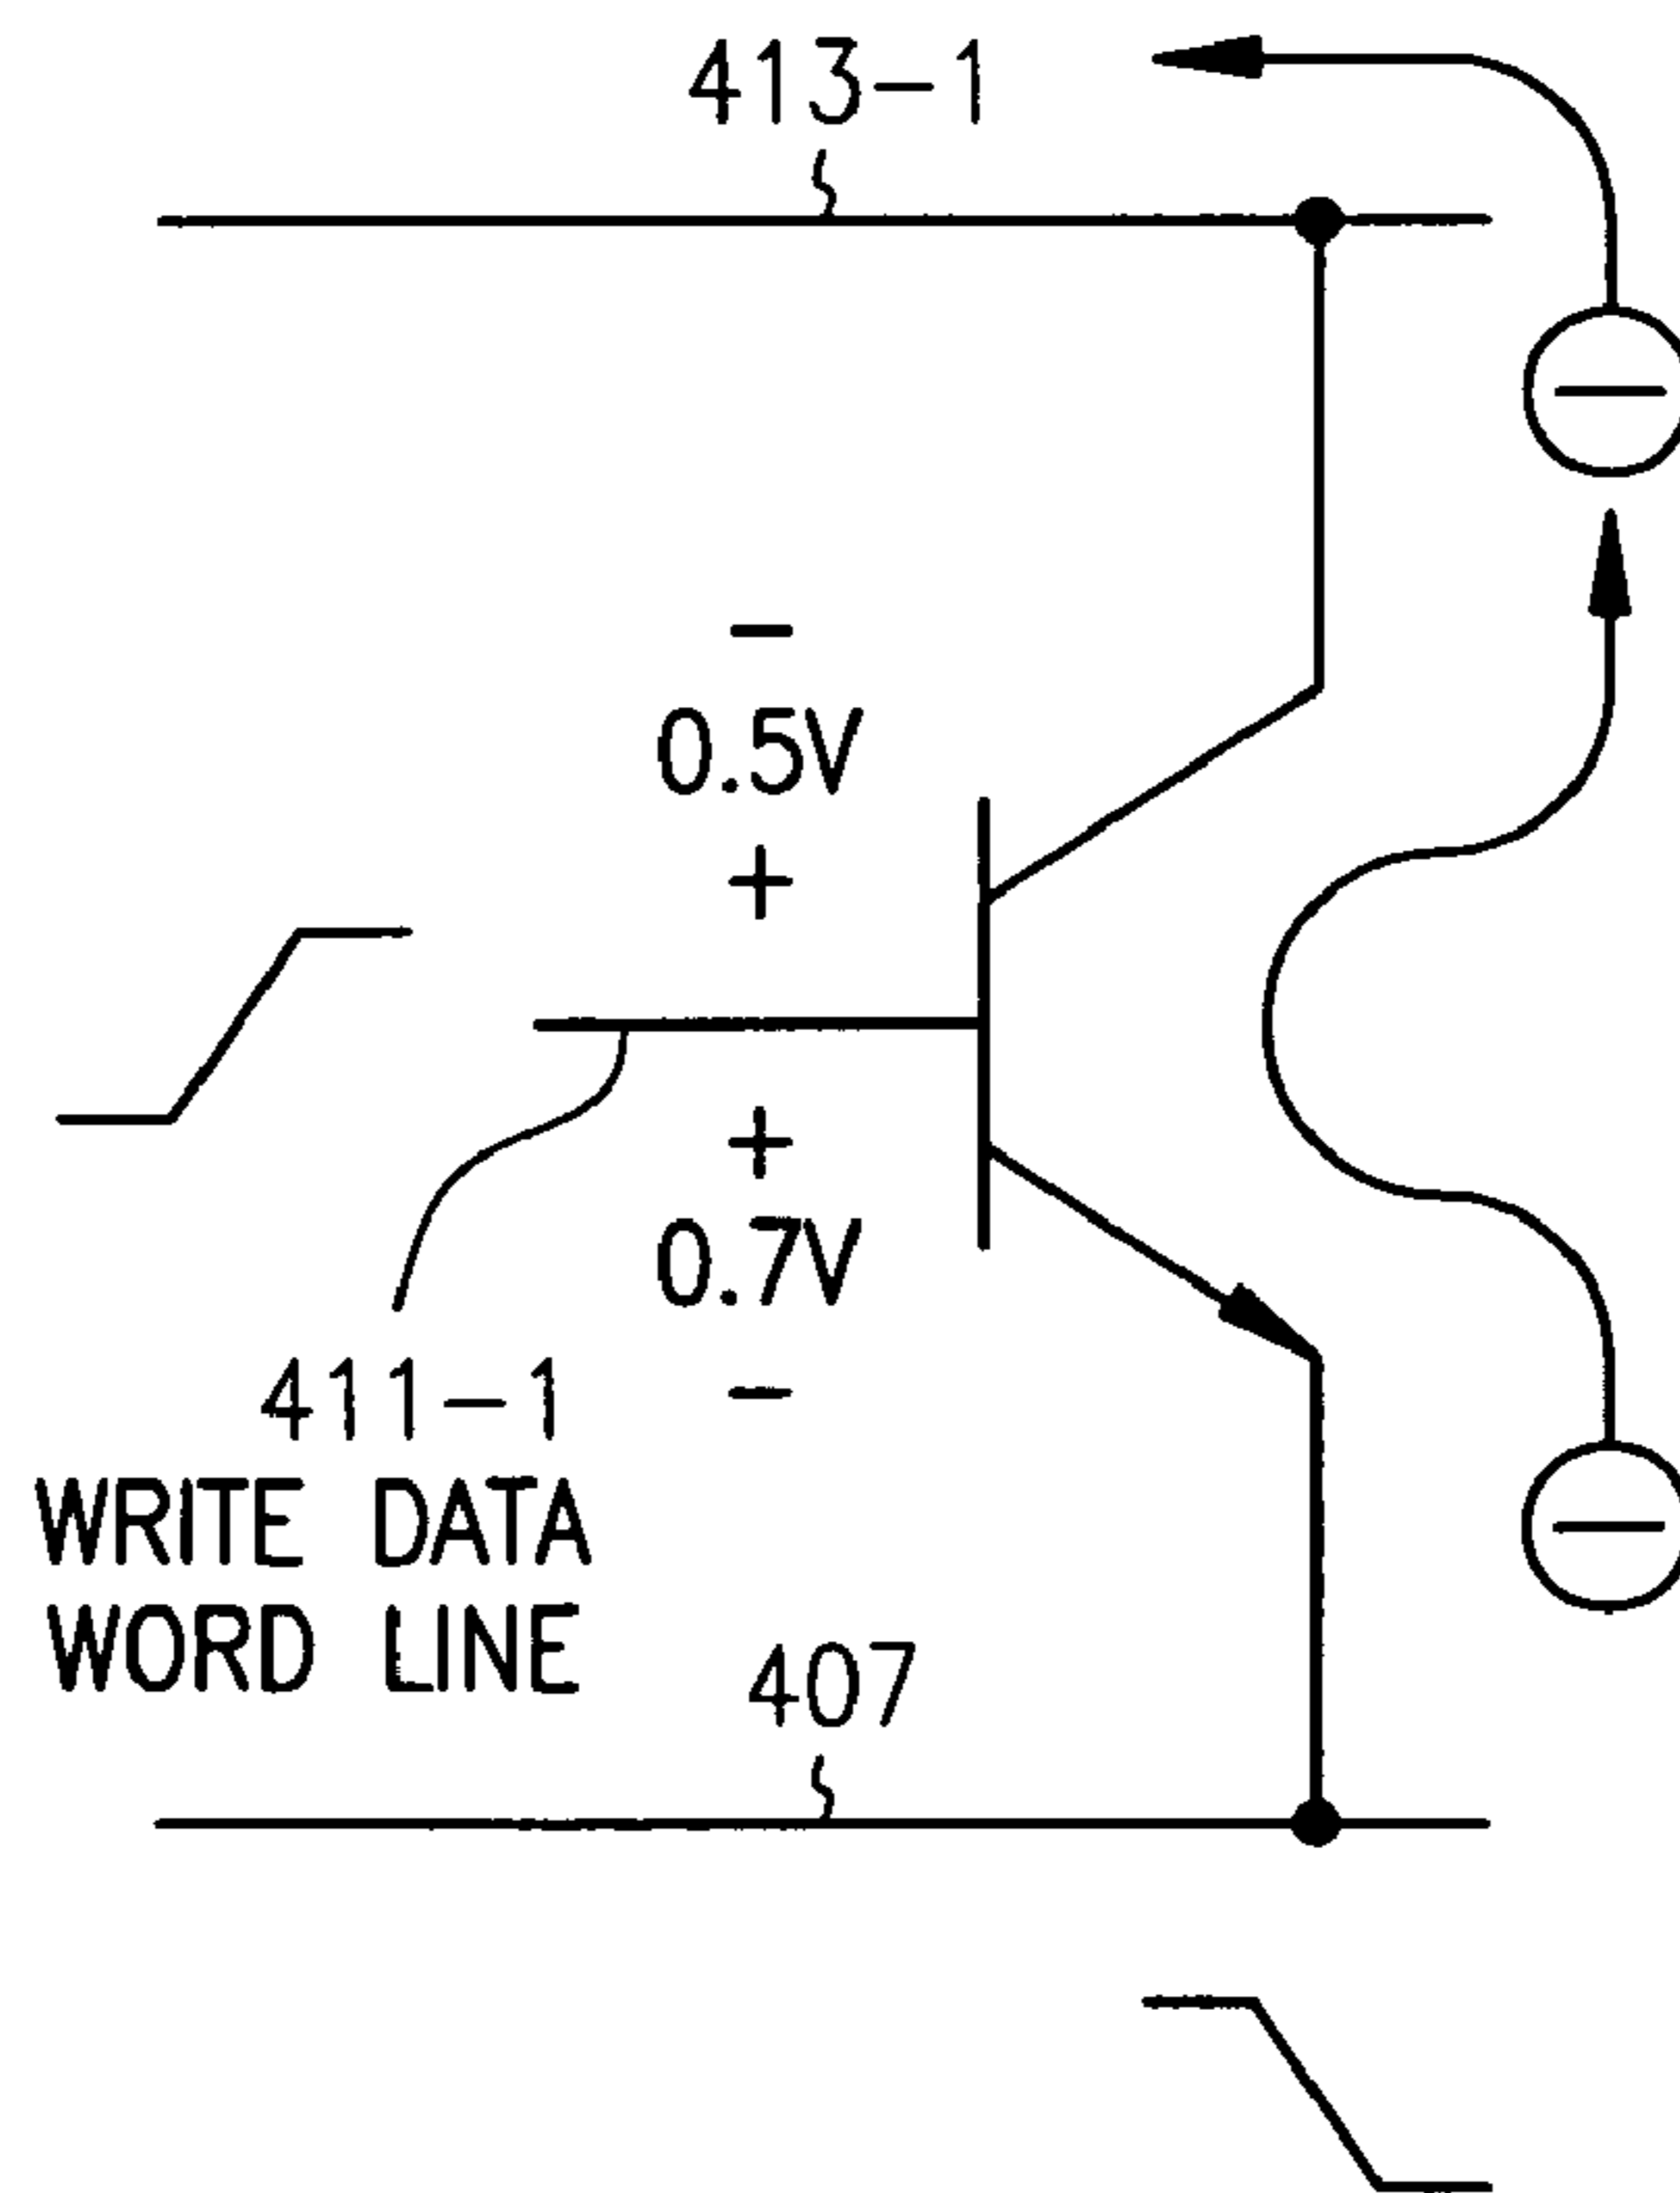 413-1
−
0.5V
+
+
0.7V
−
411-1
WRITE DATA
WORD LINE
407